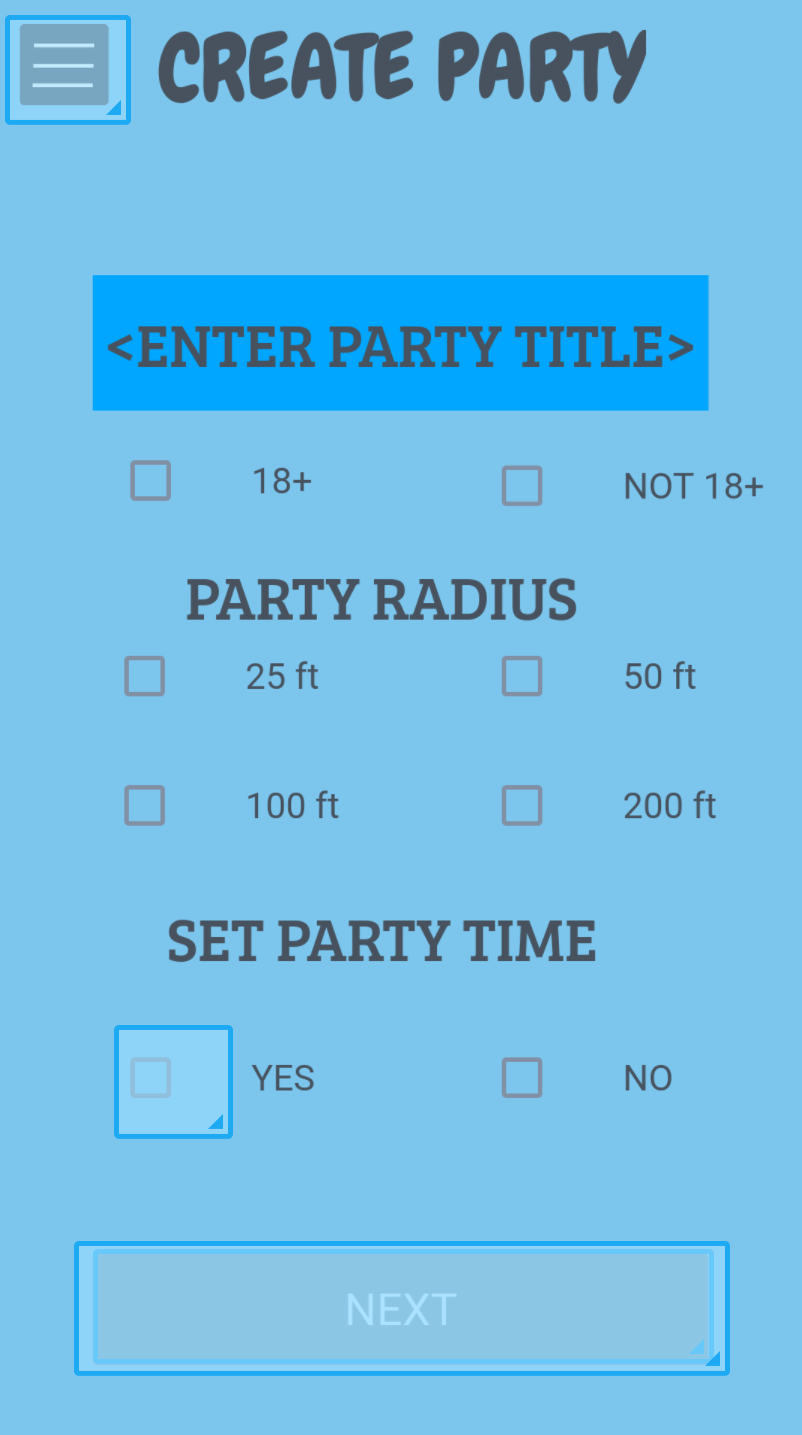 CREATE PARTY
<ENTER PARTY TITLE>
18+ NOT 18+
PARTY RADIUS
25 ft 50 ft
100 ft 200 ft
SET PARTY TIME
YES NO
NEXT